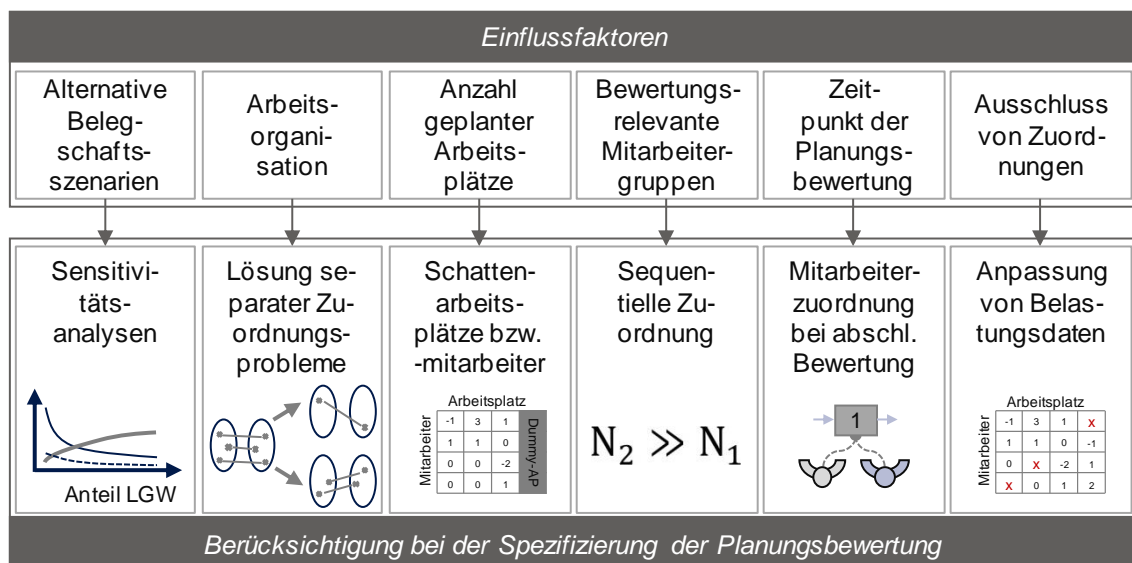 Einflussfaktoren
Alternative
Beleg-
schafts-
szenarien
Arbeits-
organi-
sation
Anzahl
geplanter
Arbeits-
plätze
Bewertungs-
relevante
Mitarbeiter-
gruppen
Zeit-
punkt der
Planungs-
bewertung
Ausschluss
von Zuord-
nungen
Sensitivi-
täts-
analysen
Anteil LGW
Lösung se-
parater Zu-
ordnungs-
probleme
Schatten-
arbeits-
plätze bzw.
-mitarbeiter
Arbeitsplatz
Mitarbeiter
-1 3 1
1 1 0
0 0 -2
0 0 1
Dummy-AP
Sequen-
tielle Zu-
ordnung
N₂ ≫ N₁
Mitarbeiter-
zuordnung
bei abschl.
Bewertung
1
Anpassung
von Belas-
tungsdaten
Arbeitsplatz
Mitarbeiter
-1 3 1 x
1 1 0 -1
0 x -2 1
x 0 1 2
Berücksichtigung bei der Spezifizierung der Planungsbewertung